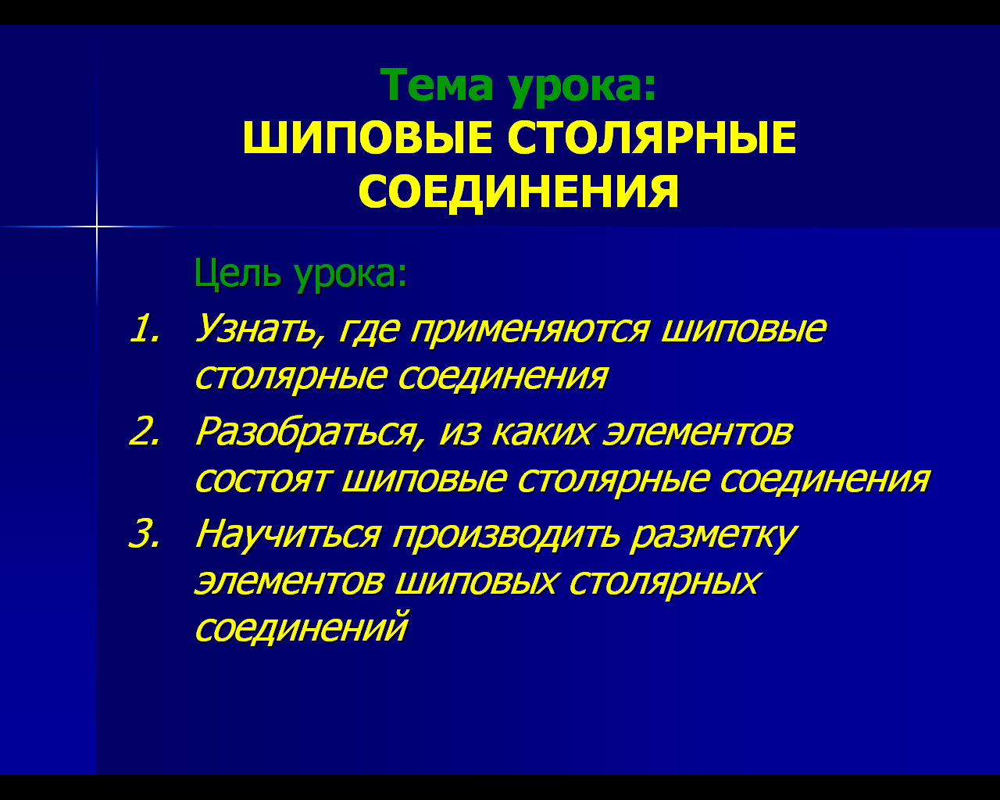 Тема урока:
ШИПОВЫЕ СТОЛЯРНЫЕ
СОЕДИНЕНИЯ
Цель урока:
1. Узнать, где применяются шиповые
столярные соединения
2. Разобраться, из каких элементов
состоят шиповые столярные соединения
3. Научиться производить разметку
элементов шиповых столярных
соединений